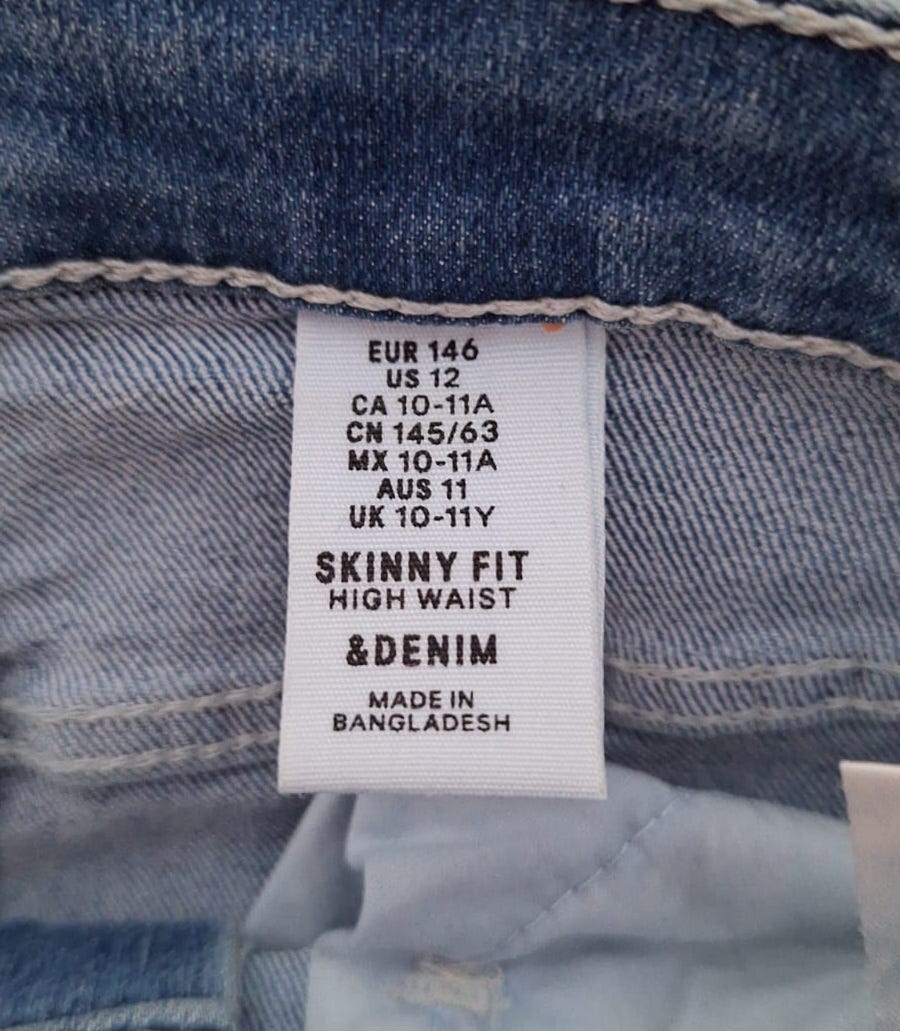 EUR 146
US 12
CA 10-11A
CN 145/63
MX 10-11A
AUS 11
UK 10-11Y
SKINNY FIT
HIGH WAIST
&DENIM
MADE IN
BANGLADESH